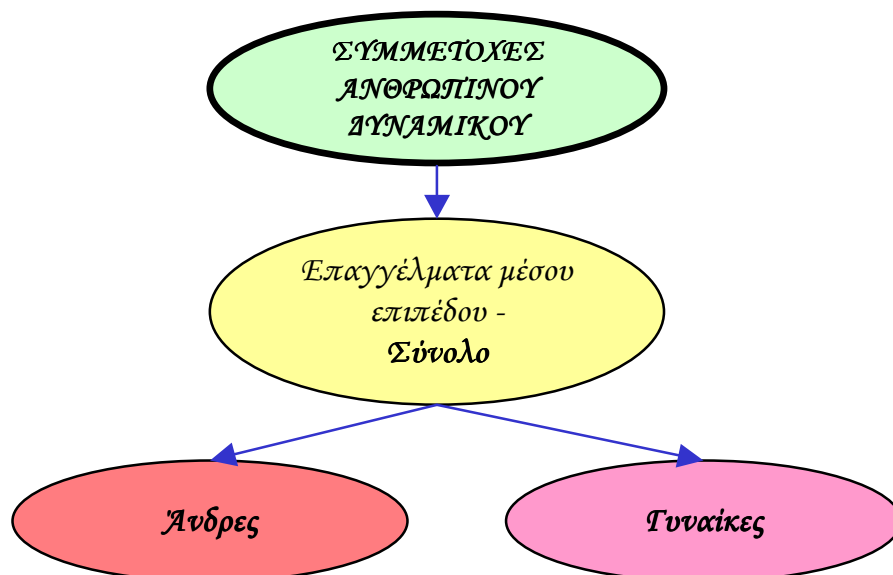 ΣΥΜΜΕΤΟΧΕΣ
ΑΝΘΡΩΠΙΝΟΥ
ΔΥΝΑΜΙΚΟΥ
Επαγγέλματα μέσου
επιπέδου -
Σύνολο
Άνδρες
Γυναίκες